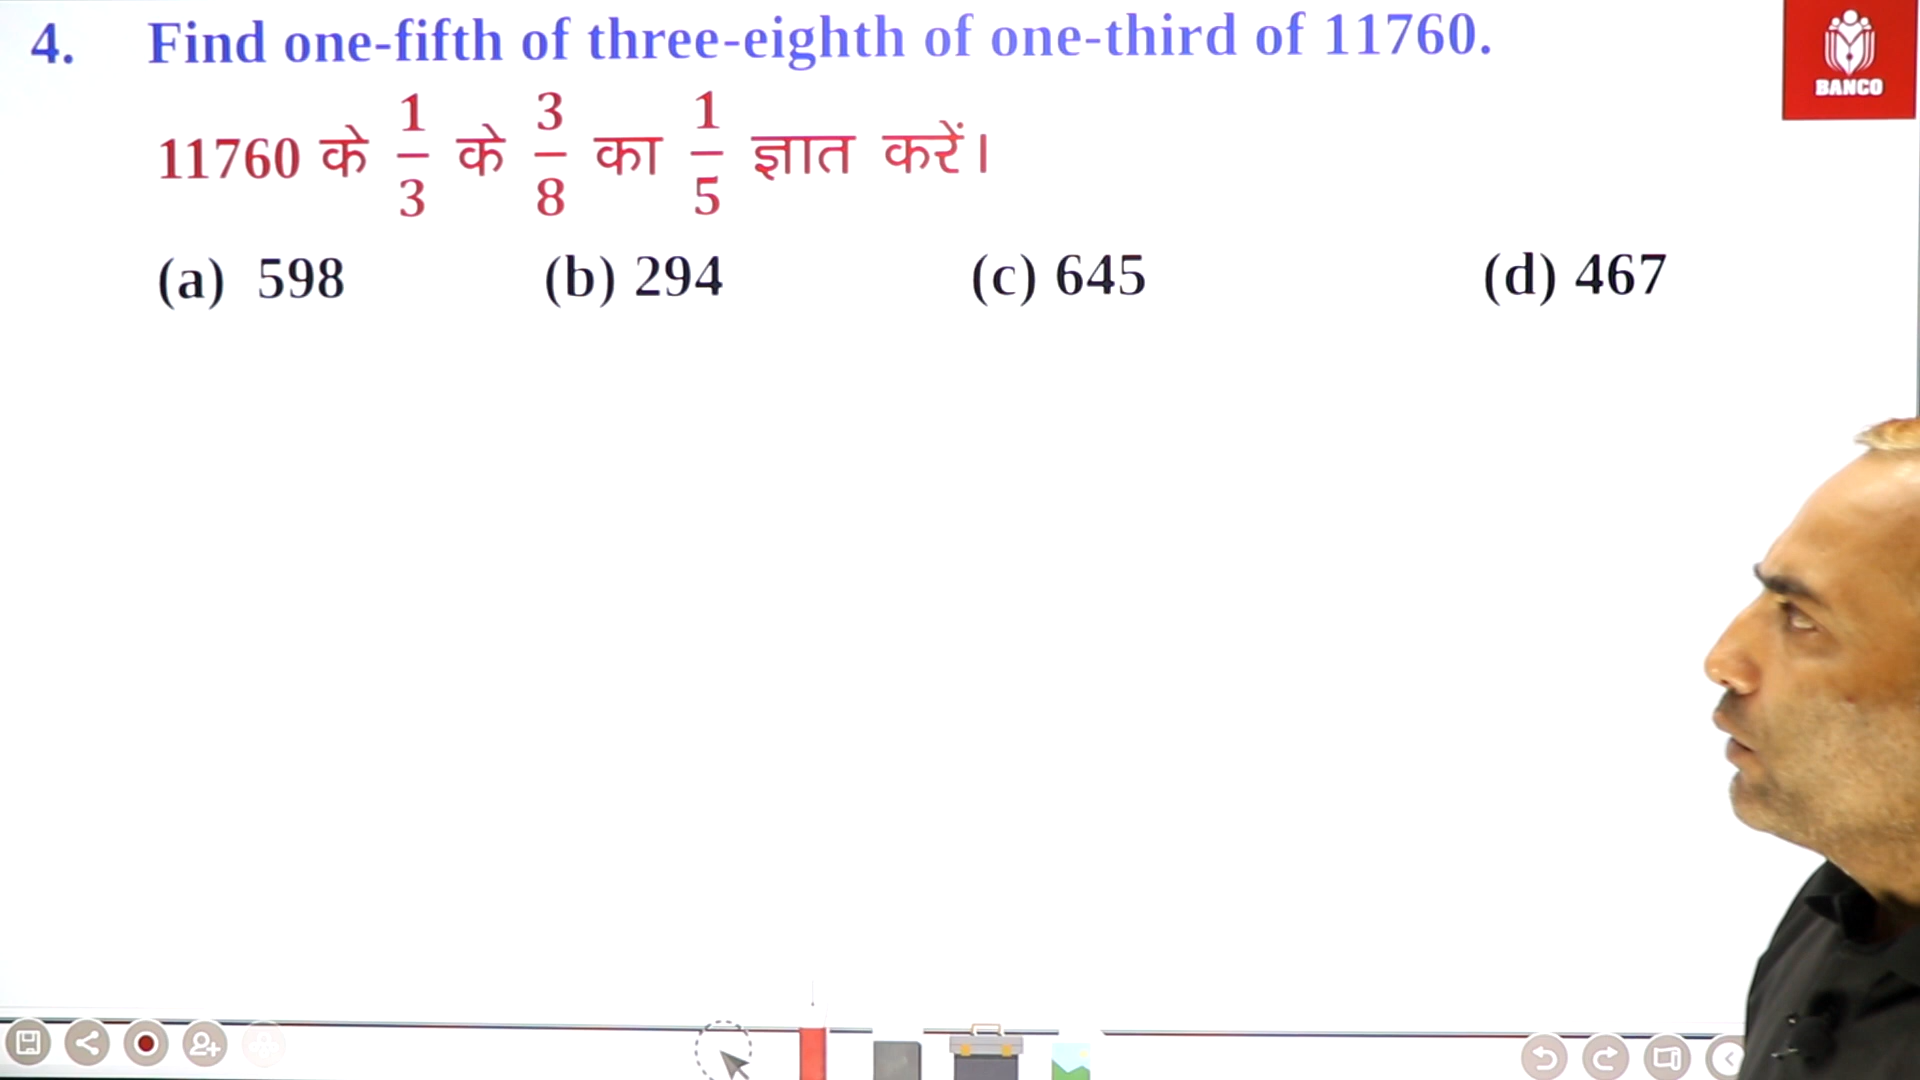 4. Find one-fifth of three-eighth of one-third of 11760.
BANCO
11760 के 1/3 के 3/8 का 1/5 ज्ञात करें।
(a) 598 (b) 294 (c) 645 (d) 467